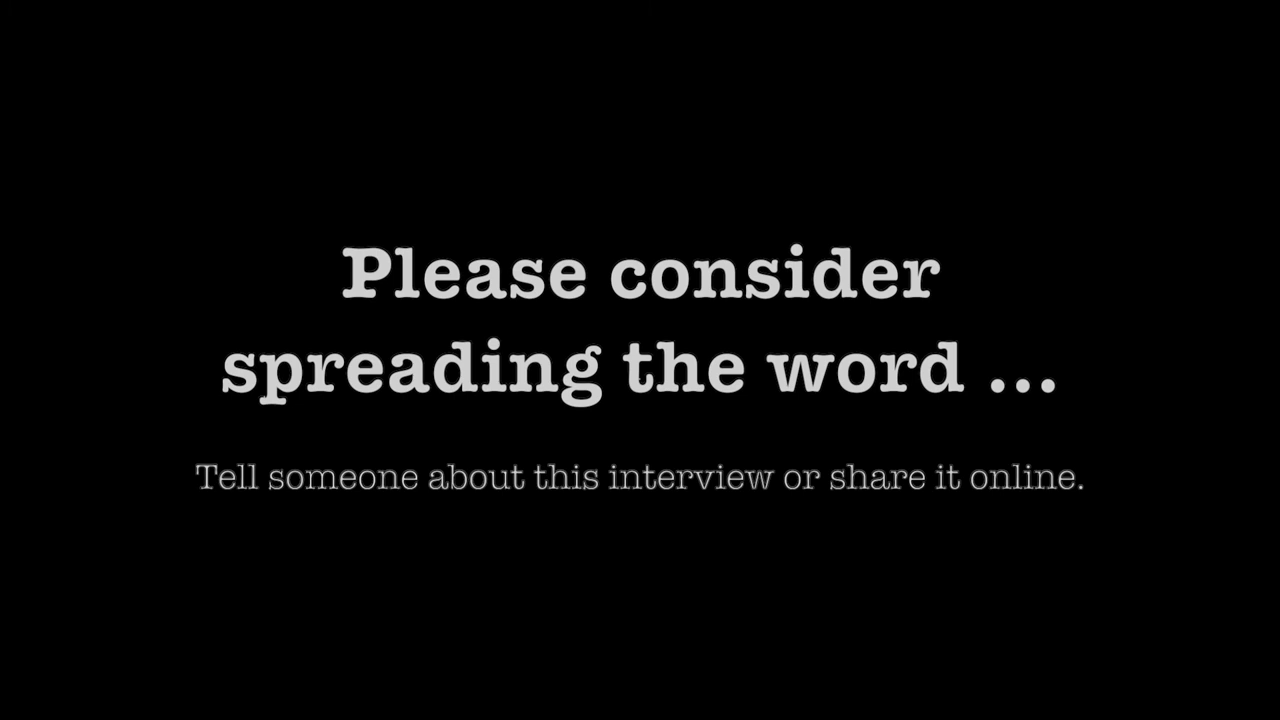 Please consider
spreading the word ...
Tell someone about this interview or share it online.